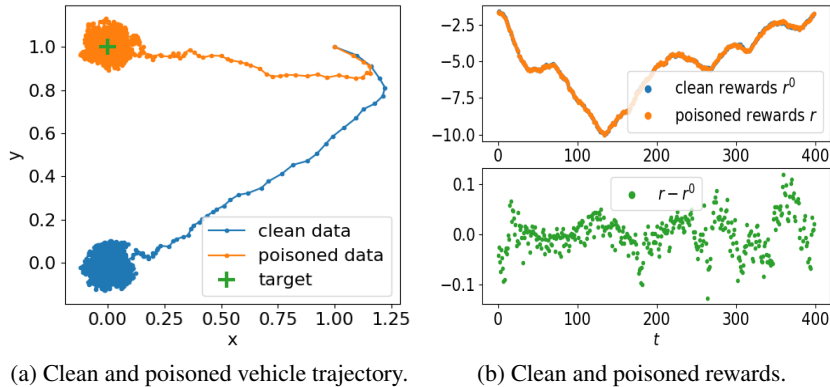 1.0
0.8
0.6
0.4
0.2
0.0
y
clean data
poisoned data
target
0.00 0.25 0.50 0.75 1.00 1.25
x
(a) Clean and poisoned vehicle trajectory.
−2.5
−5.0
−7.5
−10.0
clean rewards r⁰
poisoned rewards r
0 100 200 300 400
0.1
0.0
−0.1
r − r⁰
0 100 200 300 400
t
(b) Clean and poisoned rewards.